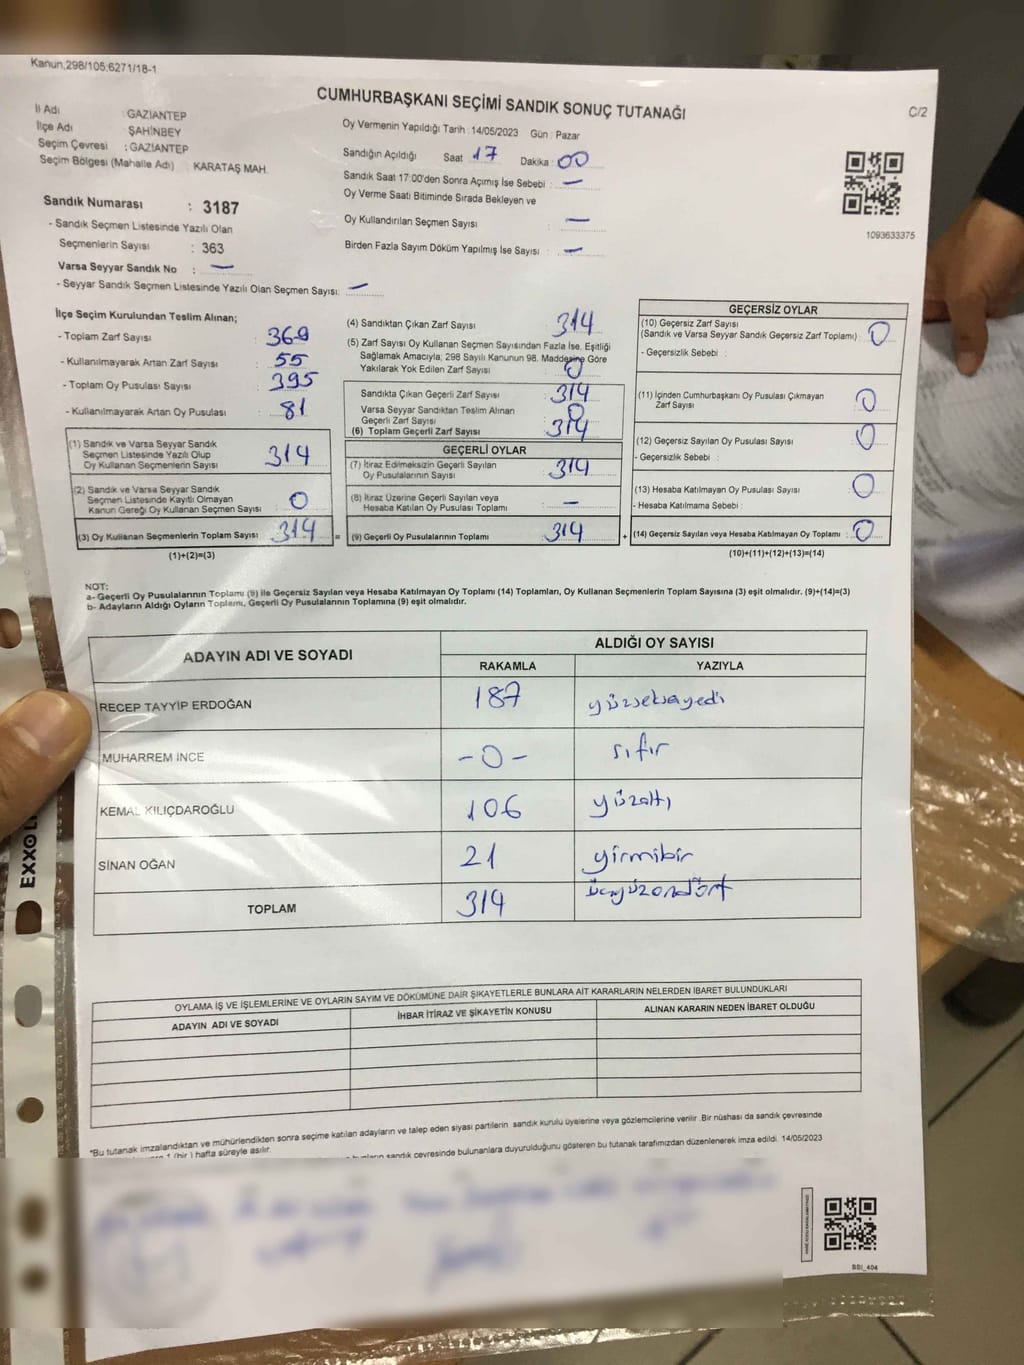 Kanun,298/105,6271/18-1
CUMHURBAŞKANI SEÇİMİ SANDIK SONUÇ TUTANAĞI
C/2
İl Adı : GAZİANTEP
İlçe Adı : ŞAHİNBEY
Seçim Çevresi : GAZİANTEP
Seçim Bölgesi (Mahalle Adı) : KARATAŞ MAH.
Sandık Numarası : 3187
- Sandık Seçmen Listesinde Yazılı Olan
Seçmenlerin Sayısı : 363
Varsa Seyyar Sandık No : —
- Seyyar Sandık Seçmen Listesinde Yazılı Olan Seçmen Sayısı: —
Oy Vermenin Yapıldığı Tarih :14/05/2023 Gün : Pazar
Sandığın Açıldığı Saat 17 Dakika : 00
Sandık Saat 17:00'den Sonra Açımış İse Sebebi : —
Oy Verme Saati Bitiminde Sırada Bekleyen ve
Oy Kullandırılan Seçmen Sayısı : —
Birden Fazla Sayım Döküm Yapılmış İse Sayısı : —
1093633375
İlçe Seçim Kurulundan Teslim Alınan;
- Toplam Zarf Sayısı : 369
- Kullanılmayarak Artan Zarf Sayısı : 55
- Toplam Oy Pusulası Sayısı : 395
- Kullanılmayarak Artan Oy Pusulası : 81
(1) Sandık ve Varsa Seyyar Sandık
Seçmen Listesinde Yazılı Olup
Oy Kullanan Seçmenlerin Sayısı : 314
(2) Sandık ve Varsa Seyyar Sandık
Seçmen Listesinde Kayıtlı Olmayan
Kanun Gereği Oy Kullanan Seçmen Sayısı : 0
(3) Oy Kullanan Seçmenlerin Toplam Sayısı : 314
(1)+(2)=(3)
(4) Sandıktan Çıkan Zarf Sayısı : 314
(5) Zarf Sayısı Oy Kullanan Seçmen Sayısından Fazla İse, Eşitliği
Sağlamak Amacıyla; 298 Sayılı Kanunun 98. Maddesine Göre
Yakılarak Yok Edilen Zarf Sayısı : 0
Sandıkta Çıkan Geçerli Zarf Sayısı : 314
Varsa Seyyar Sandıktan Teslim Alınan
Geçerli Zarf Sayısı : 0
(6) Toplam Geçerli Zarf Sayısı : 314
GEÇERLİ OYLAR
(7) İtiraz Edilmeksizin Geçerli Sayılan
Oy Pusulalarının Sayısı : 314
(8) İtiraz Üzerine Geçerli Sayılan veya
Hesaba Katılan Oy Pusulası Toplamı : —
= (9) Geçerli Oy Pusulalarının Toplamı : 314
GEÇERSİZ OYLAR
(10) Geçersiz Zarf Sayısı
(Sandık ve Varsa Seyyar Sandık Geçersiz Zarf Toplamı) : 0
- Geçersizlik Sebebi :
(11) İçinden Cumhurbaşkanı Oy Pusulası Çıkmayan
Zarf Sayısı : 0
(12) Geçersiz Sayılan Oy Pusulası Sayısı : 0
- Geçersizlik Sebebi :
(13) Hesaba Katılmayan Oy Pusulası Sayısı : 0
- Hesaba Katılmama Sebebi :
+ (14) Geçersiz Sayılan veya Hesaba Katılmayan Oy Toplamı : 0
(10)+(11)+(12)+(13)=(14)
NOT:
a- Geçerli Oy Pusulalarının Toplamı (9) ile Geçersiz Sayılan veya Hesaba Katılmayan Oy Toplamı (14) Toplamları, Oy Kullanan Seçmenlerin Toplam Sayısına (3) eşit olmalıdır. (9)+(14)=(3)
b- Adayların Aldığı Oyların Toplamı, Geçerli Oy Pusulalarının Toplamına (9) eşit olmalıdır.
ADAYIN ADI VE SOYADI
ALDIĞI OY SAYISI
RAKAMLA YAZIYLA
RECEP TAYYİP ERDOĞAN 187 yüzseksenyedi
MUHARREM İNCE -0- sıfır
KEMAL KILIÇDAROĞLU 106 yüzaltı
SİNAN OĞAN 21 yirmibir
TOPLAM 314 üçyüzondört
OYLAMA İŞ VE İŞLEMLERİNE VE OYLARIN SAYIM VE DÖKÜMÜNE DAİR ŞİKAYETLERLE BUNLARA AİT KARARLARIN NELERDEN İBARET BULUNDUKLARI
ADAYIN ADI VE SOYADI İHBAR İTİRAZ VE ŞİKAYETİN KONUSU ALINAN KARARIN NEDEN İBARET OLDUĞU
*Bu tutanak imzalandıktan ve mühürlendikten sonra seçime katılan adayların ve talep eden siyasi partilerin sandık kurulu üyelerine veya gözlemcilerine verilir. Bir nüshası da sandık çevresinde
1 (bir ) hafta süreyle asılır.
sandık çevresinde bulunanlara duyurulduğunu gösteren bu tutanak tarafımızdan düzenlenerek imza edildi. 14/05/2023
BBI_404
EXXO